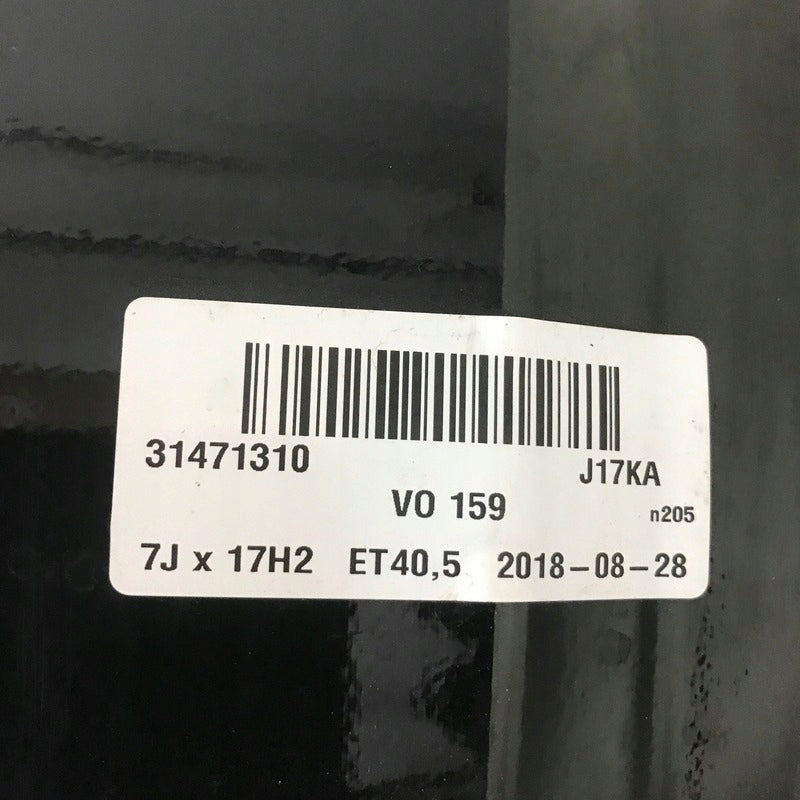 31471310 J17KA
VO 159
n205
7J x 17H2 ET40,5 2018-08-28